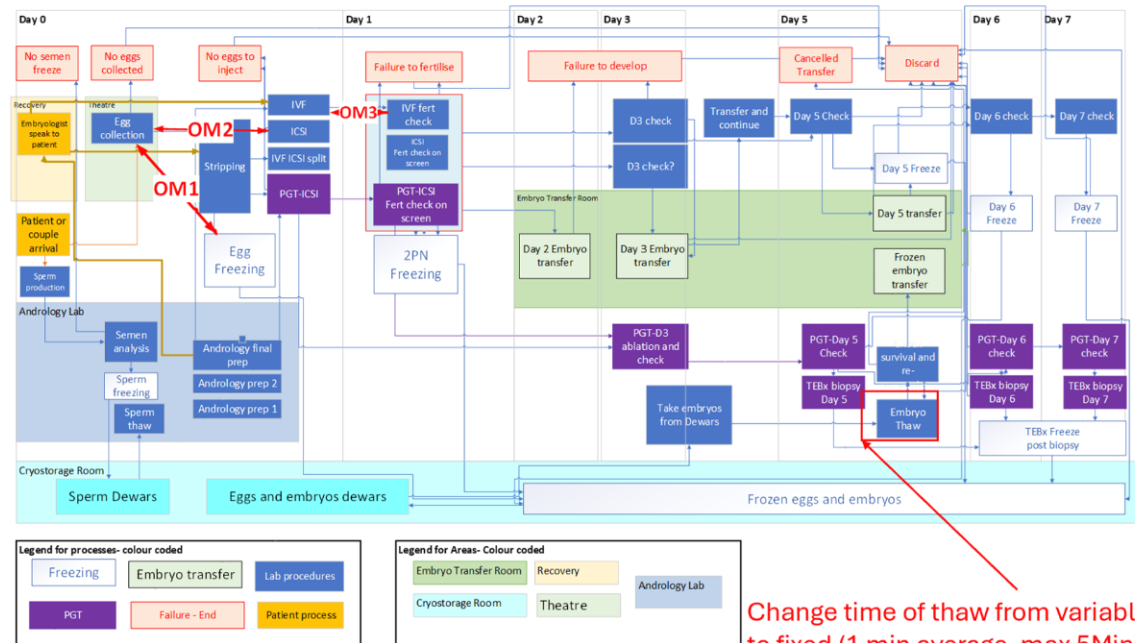 Day 0
Day 1
Day 2
Day 3
Day 5
Day 6
Day 7
No semen
freeze
No eggs
collected
No eggs to
inject
Failure to fertilise
Failure to develop
Cancelled
Transfer
Discard
Recovery
Theatre
Embryologist
speak to
patient
Egg
collection
OM2
OM1
OM3
Stripping
IVF
ICSI
IVF ICSI split
PGT-ICSI
IVF fert
check
ICSI
Fert check on
screen
PGT-ICSI
Fert check on
screen
D3 check
D3 check?
Transfer and
continue
Day 5 Check
Day 6 check
Day 7 check
Day 5 Freeze
Embryo Transfer Room
Day 5 transfer
Day 6
Freeze
Day 7
Freeze
Patient or
couple
arrival
Sperm
production
Egg
Freezing
2PN
Freezing
Day 2 Embryo
transfer
Day 3 Embryo
transfer
Frozen
embryo
transfer
Andrology Lab
Semen
analysis
Sperm
freezing
Sperm
thaw
Andrology final
prep
Andrology prep 2
Andrology prep 1
PGT-D3
ablation and
check
PGT-Day 5
Check
TEBx biopsy
Day 5
survival and
re-
Embryo
Thaw
Take embryos
from Dewars
PGT-Day 6
check
TEBx biopsy
Day 6
PGT-Day 7
check
TEBx biopsy
Day 7
TEBx Freeze
post biopsy
Cryostorage Room
Sperm Dewars
Eggs and embryos dewars
Frozen eggs and embryos
Legend for processes- colour coded
Freezing
Embryo transfer
Lab procedures
PGT
Failure - End
Patient process
Legend for Areas- Colour coded
Embryo Transfer Room
Recovery
Andrology Lab
Cryostorage Room
Theatre
Change time of thaw from variabl
to fixed (1 min average, max 5Min